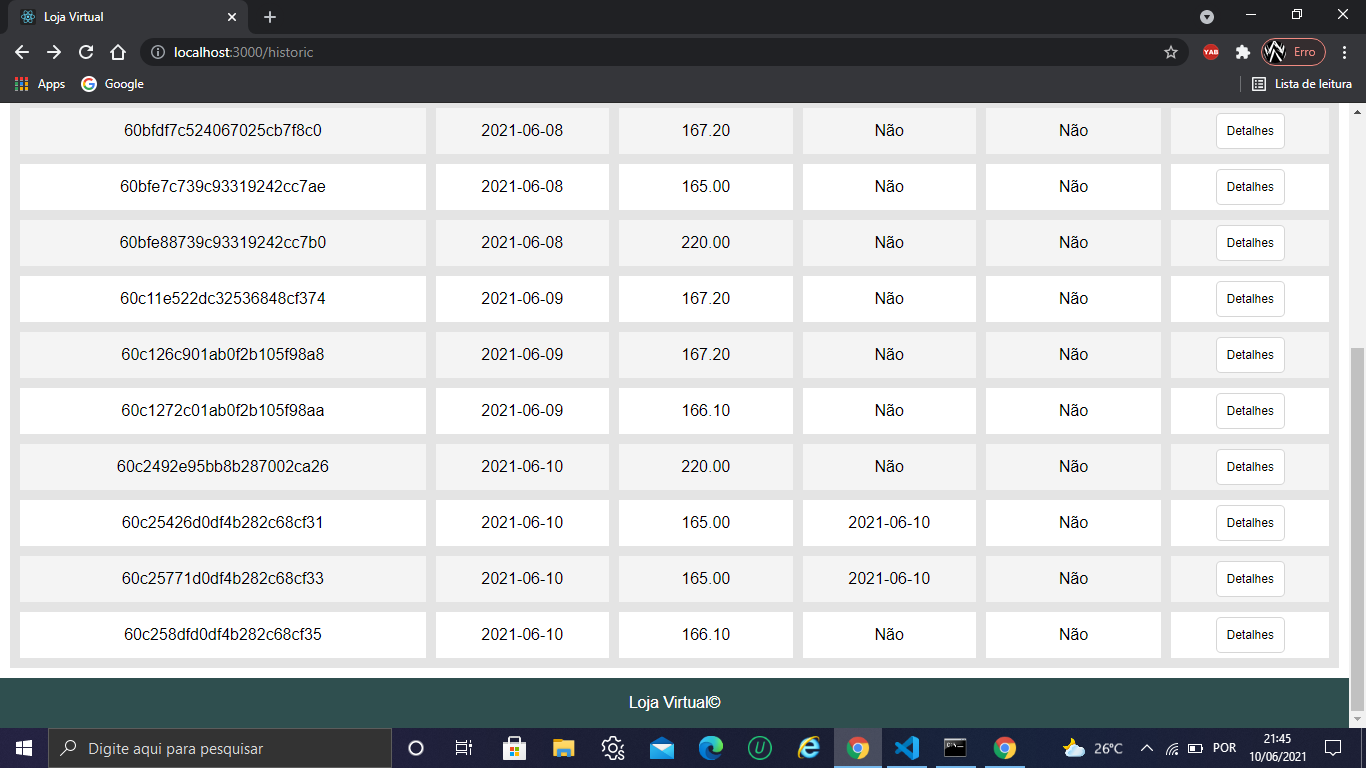 Loja Virtual
localhost:3000/historic
YAB
Erro
Apps
Google
Lista de leitura
60bfdf7c524067025cb7f8c0 2021-06-08 167.20 Não Não Detalhes
60bfe7c739c93319242cc7ae 2021-06-08 165.00 Não Não Detalhes
60bfe88739c93319242cc7b0 2021-06-08 220.00 Não Não Detalhes
60c11e522dc32536848cf374 2021-06-09 167.20 Não Não Detalhes
60c126c901ab0f2b105f98a8 2021-06-09 167.20 Não Não Detalhes
60c1272c01ab0f2b105f98aa 2021-06-09 166.10 Não Não Detalhes
60c2492e95bb8b287002ca26 2021-06-10 220.00 Não Não Detalhes
60c25426d0df4b282c68cf31 2021-06-10 165.00 2021-06-10 Não Detalhes
60c25771d0df4b282c68cf33 2021-06-10 165.00 2021-06-10 Não Detalhes
60c258dfd0df4b282c68cf35 2021-06-10 166.10 Não Não Detalhes
Loja Virtual©
Digite aqui para pesquisar
26°C
POR
21:45
10/06/2021